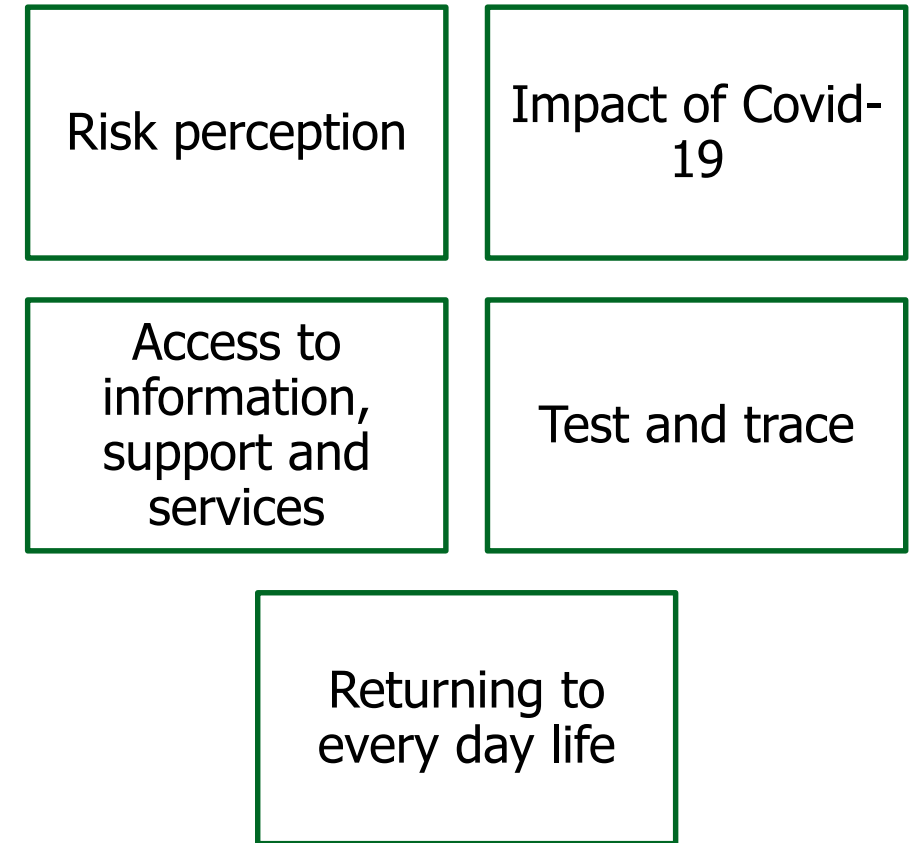 Risk perception
Impact of Covid-
19
Access to
information,
support and
services
Test and trace
Returning to
every day life